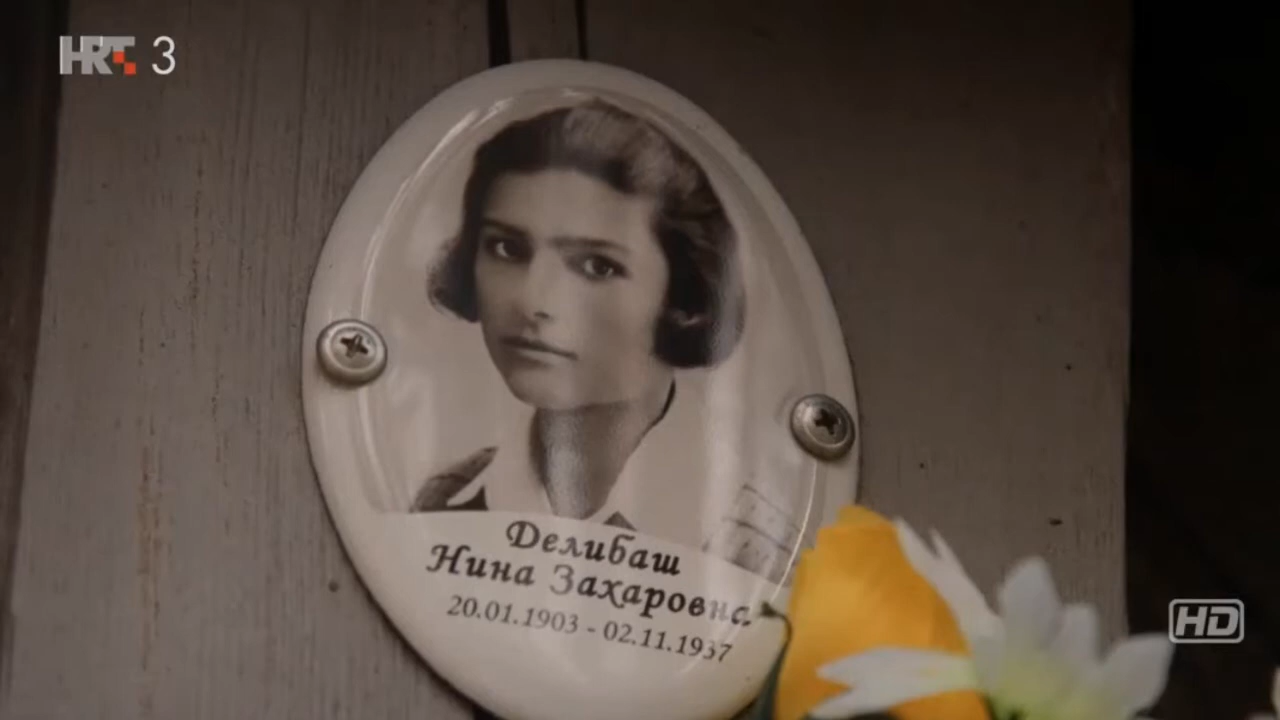 HRT 3
Делибаш
Нина Захаровна
20.01.1903 - 02.11.1937
HD